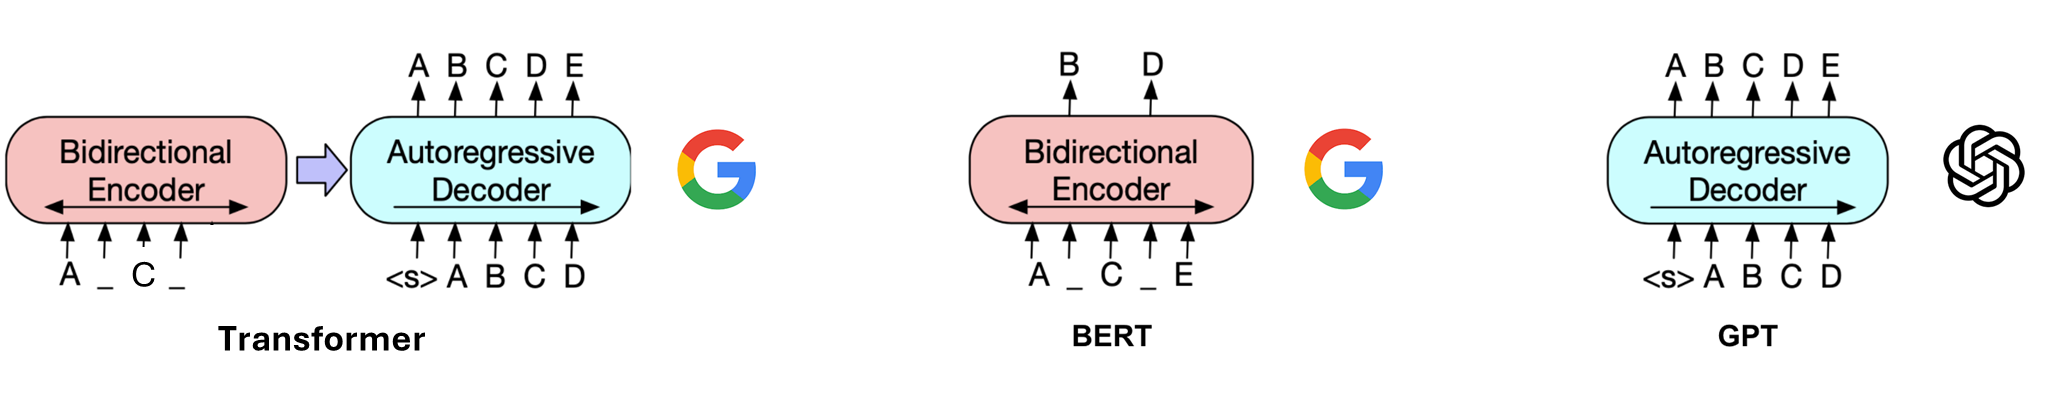 A B C D E
Bidirectional
Encoder
Autoregressive
Decoder
A _ C _
<s> A B C D
Transformer
B D
Bidirectional
Encoder
A _ C _ E
BERT
A B C D E
Autoregressive
Decoder
<s> A B C D
GPT